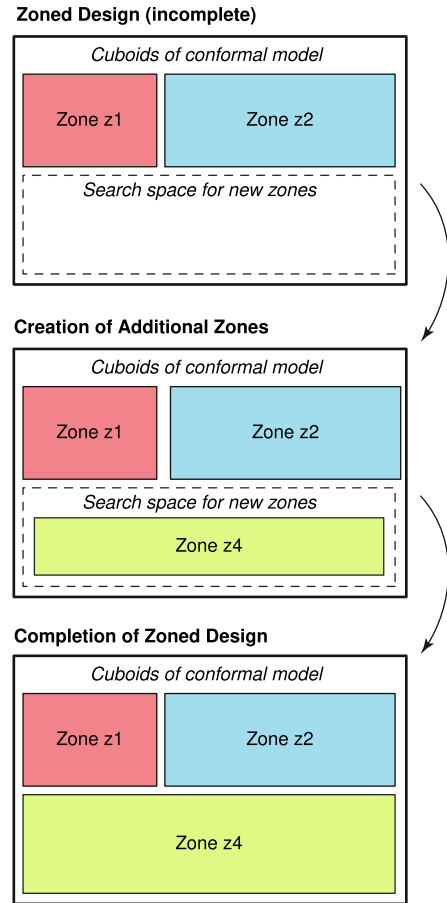 Zoned Design (incomplete)
Cuboids of conformal model
Zone z1
Zone z2
Search space for new zones
Creation of Additional Zones
Cuboids of conformal model
Zone z1
Zone z2
Search space for new zones
Zone z4
Completion of Zoned Design
Cuboids of conformal model
Zone z1
Zone z2
Zone z4